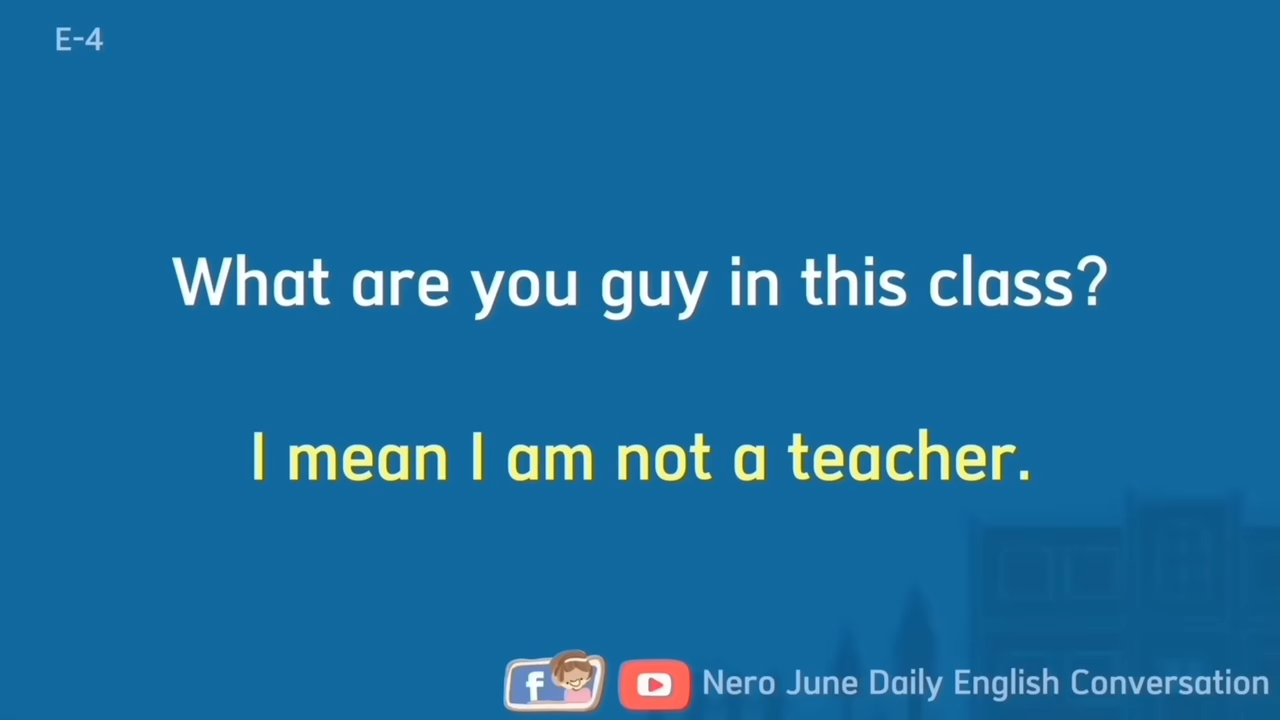 E-4
What are you guy in this class?
I mean I am not a teacher.
f Nero June Daily English Conversation